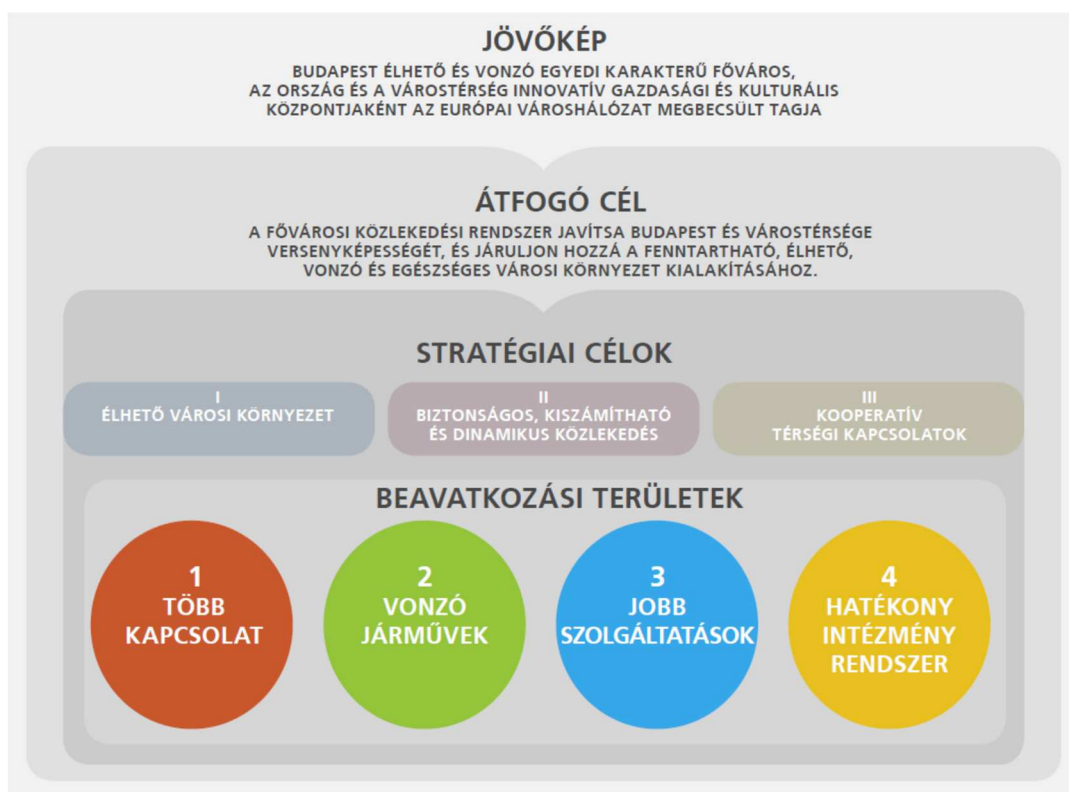 JÖVŐKÉP
BUDAPEST ÉLHETŐ ÉS VONZÓ EGYEDI KARAKTERŰ FŐVÁROS,
AZ ORSZÁG ÉS A VÁROSTÉRSÉG INNOVATÍV GAZDASÁGI ÉS KULTURÁLIS
KÖZPONTJAKÉNT AZ EURÓPAI VÁROSHÁLÓZAT MEGBECSÜLT TAGJA
ÁTFOGÓ CÉL
A FŐVÁROSI KÖZLEKEDÉSI RENDSZER JAVÍTSA BUDAPEST ÉS VÁROSTÉRSÉGE
VERSENYKÉPESSÉGÉT, ÉS JÁRULJON HOZZÁ A FENNTARTHATÓ, ÉLHETŐ,
VONZÓ ÉS EGÉSZSÉGES VÁROSI KÖRNYEZET KIALAKÍTÁSÁHOZ.
STRATÉGIAI CÉLOK
I
ÉLHETŐ VÁROSI KÖRNYEZET
II
BIZTONSÁGOS, KISZÁMÍTHATÓ
ÉS DINAMIKUS KÖZLEKEDÉS
III
KOOPERATÍV
TÉRSÉGI KAPCSOLATOK
BEAVATKOZÁSI TERÜLETEK
1
TÖBB
KAPCSOLAT
2
VONZÓ
JÁRMŰVEK
3
JOBB
SZOLGÁLTATÁSOK
4
HATÉKONY
INTÉZMÉNY
RENDSZER